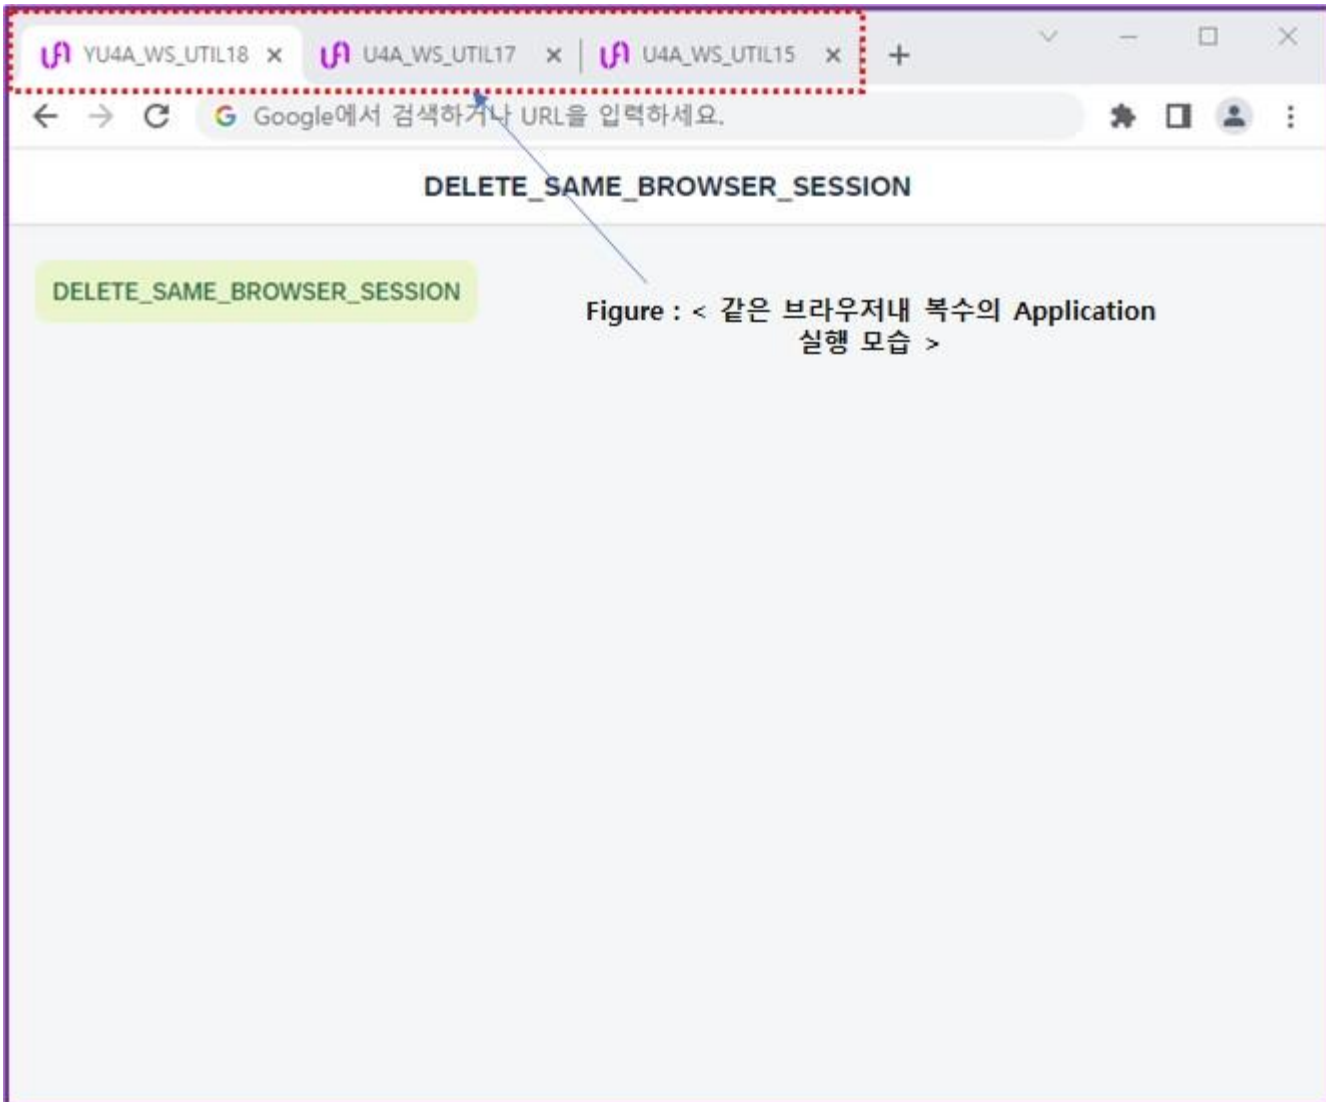 YU4A_WS_UTIL18
U4A_WS_UTIL17
U4A_WS_UTIL15
Google에서 검색하거나 URL을 입력하세요.
DELETE_SAME_BROWSER_SESSION
DELETE_SAME_BROWSER_SESSION
Figure : < 같은 브라우저내 복수의 Application
실행 모습 >